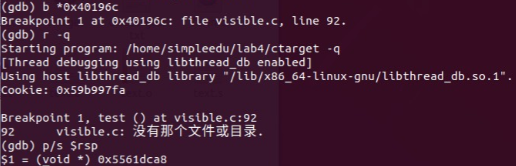 (gdb) b *0x40196c
Breakpoint 1 at 0x40196c: file visible.c, line 92.
(gdb) r -q
Starting program: /home/simpleedu/lab4/ctarget -q
[Thread debugging using libthread_db enabled]
Using host libthread_db library "/lib/x86_64-linux-gnu/libthread_db.so.1".
Cookie: 0x59b997fa
Breakpoint 1, test () at visible.c:92
92 visible.c: 没有那个文件或目录.
(gdb) p/s $rsp
$1 = (void *) 0x5561dca8